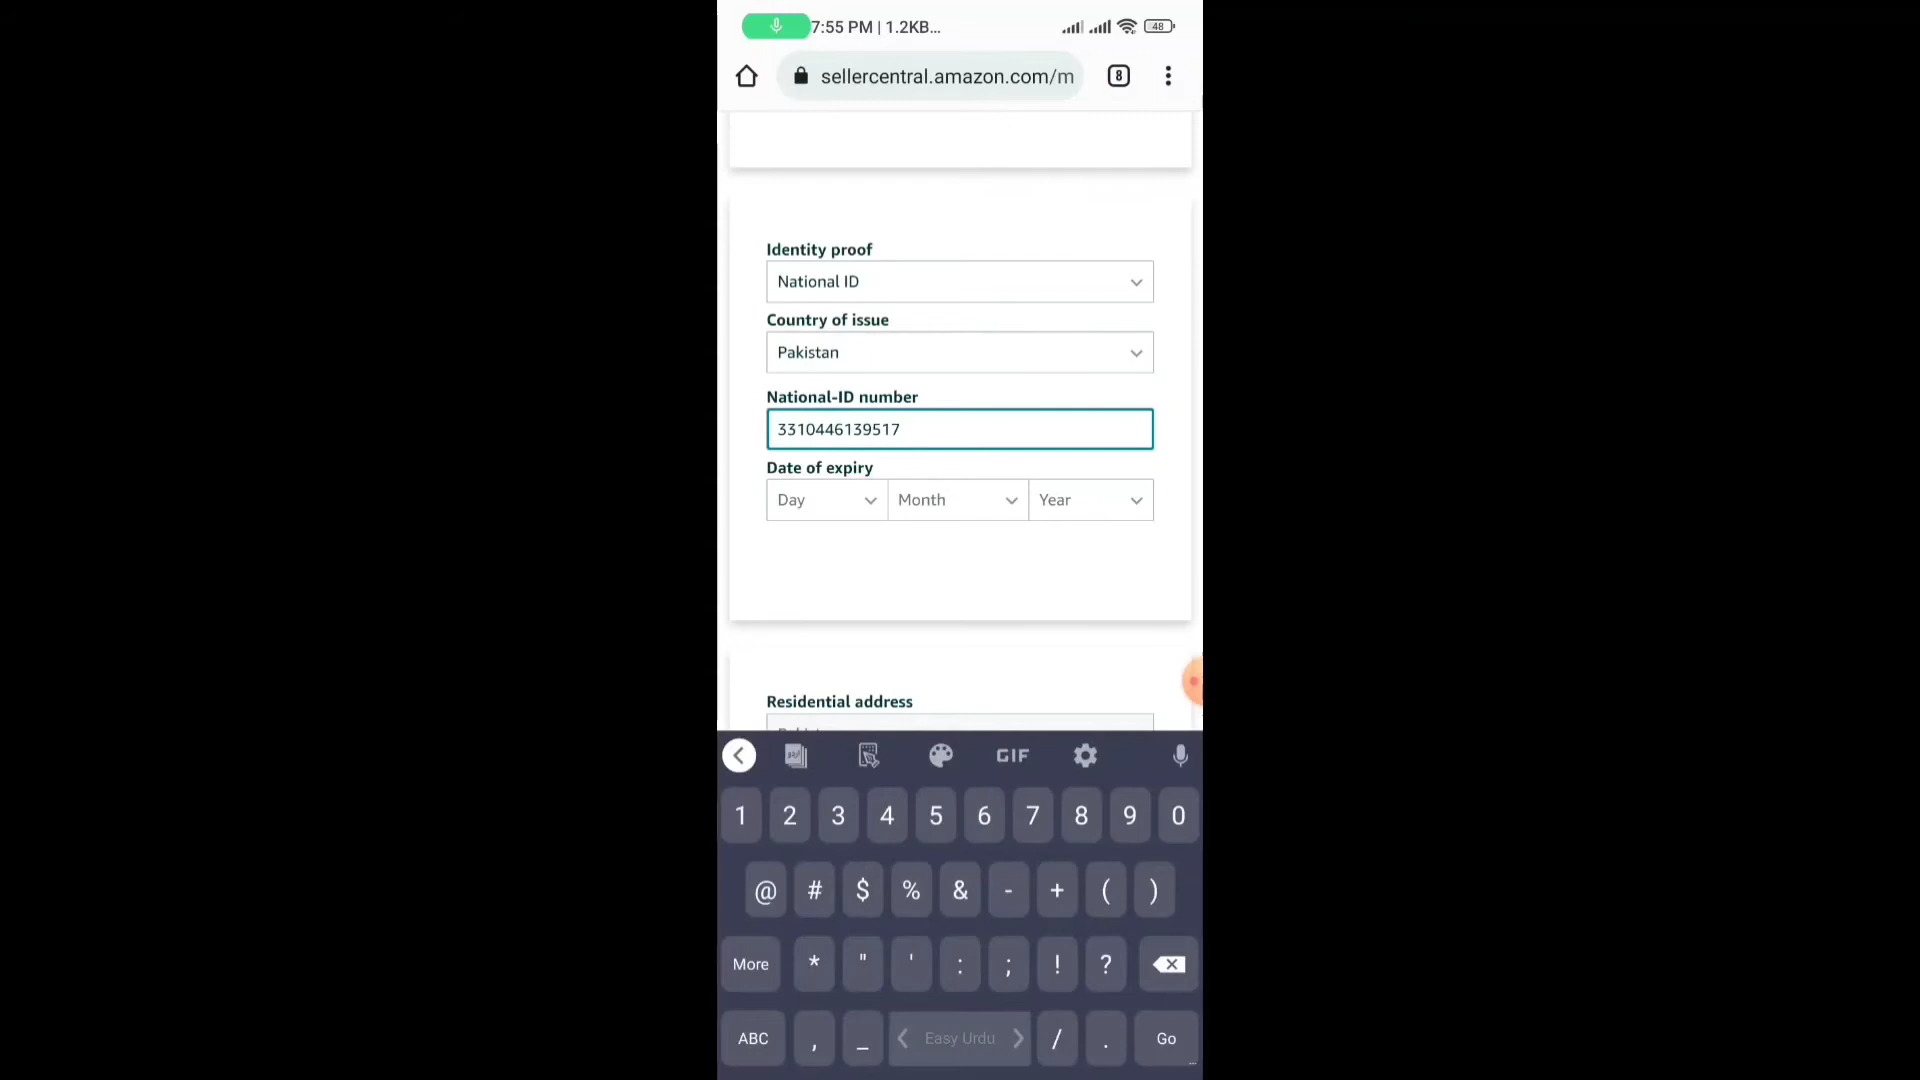 7:55 PM | 1.2KB...
48
sellercentral.amazon.com/m
8
Identity proof
National ID
Country of issue
Pakistan
National-ID number
3310446139517
Date of expiry
Day Month Year
Residential address
GIF
1 2 3 4 5 6 7 8 9 0
@ # $ % & - + ( )
More * " ' : ; ! ?
ABC , _ Easy Urdu / . Go